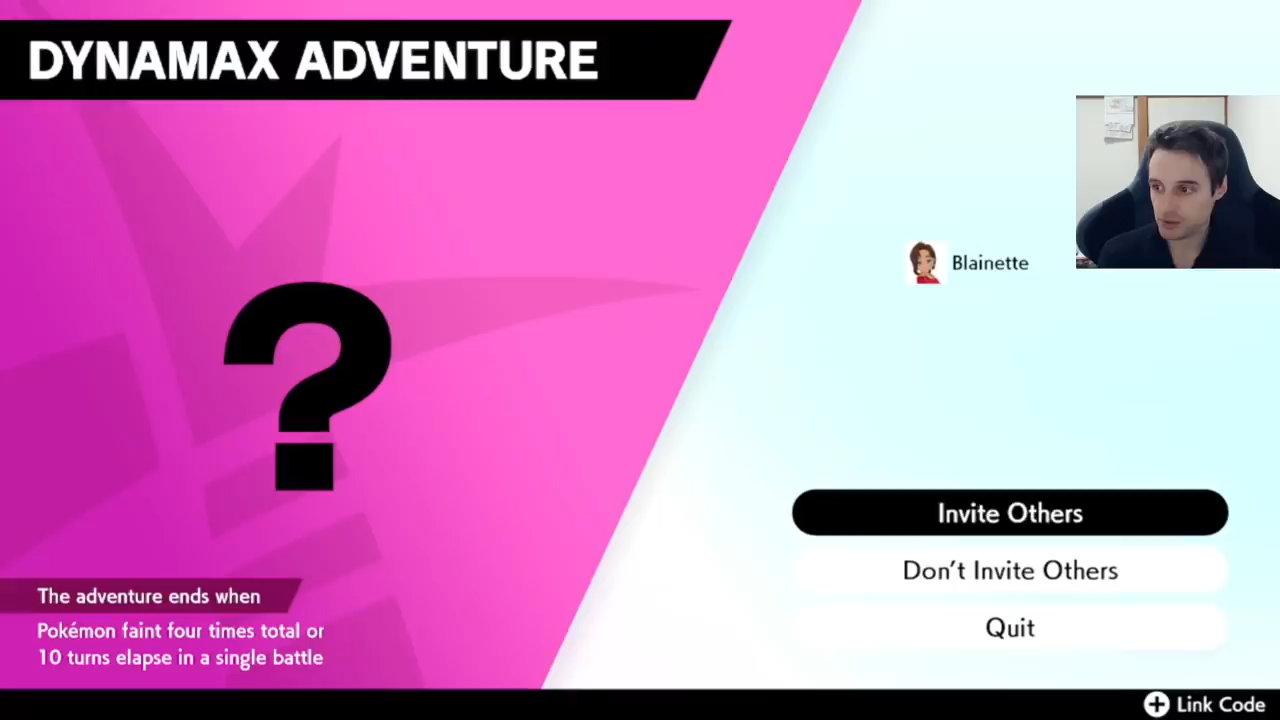 DYNAMAX ADVENTURE
Blainette
Invite Others
Don't Invite Others
Quit
The adventure ends when
Pokémon faint four times total or
10 turns elapse in a single battle
Link Code